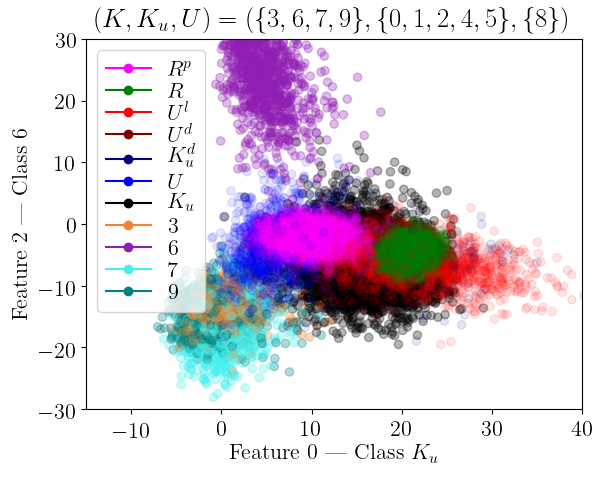 (K, K_u, U) = ({3, 6, 7, 9}, {0, 1, 2, 4, 5}, {8})
30
20
10
0
−10
−20
−30
Feature 2 — Class 6
R^p
R
U^l
U^d
K_u^d
U
K_u
3
6
7
9
−10 0 10 20 30 40
Feature 0 — Class K_u